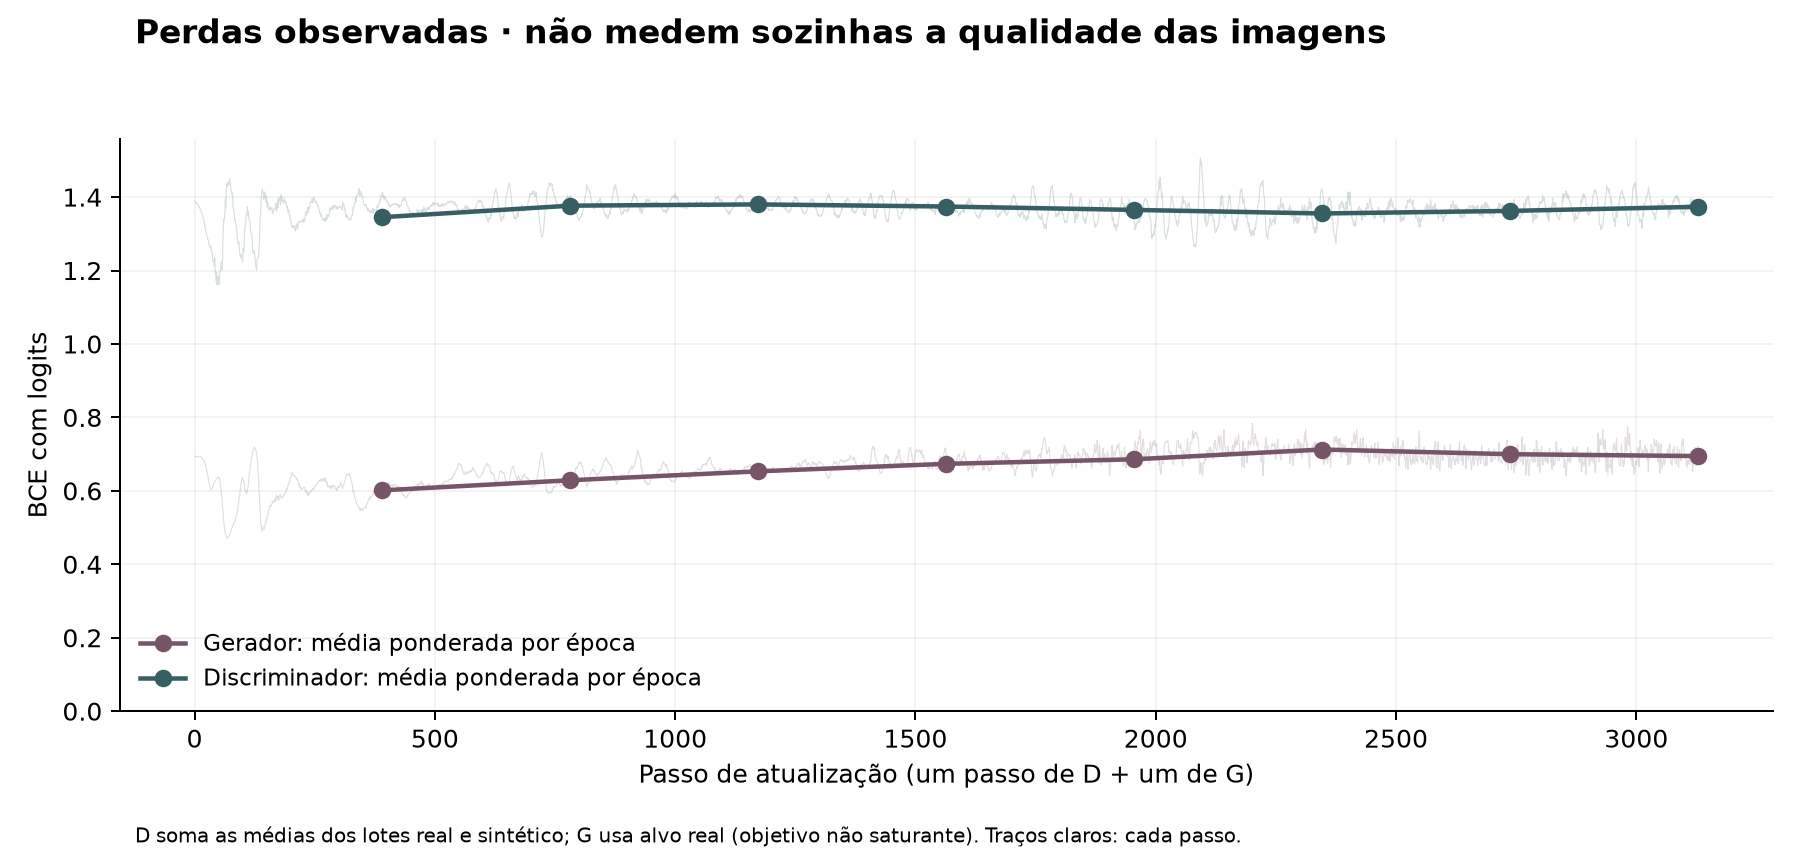 Perdas observadas · não medem sozinhas a qualidade das imagens
BCE com logits
1.4
1.2
1.0
0.8
0.6
0.4
0.2
0.0
Gerador: média ponderada por época
Discriminador: média ponderada por época
0 500 1000 1500 2000 2500 3000
Passo de atualização (um passo de D + um de G)
D soma as médias dos lotes real e sintético; G usa alvo real (objetivo não saturante). Traços claros: cada passo.